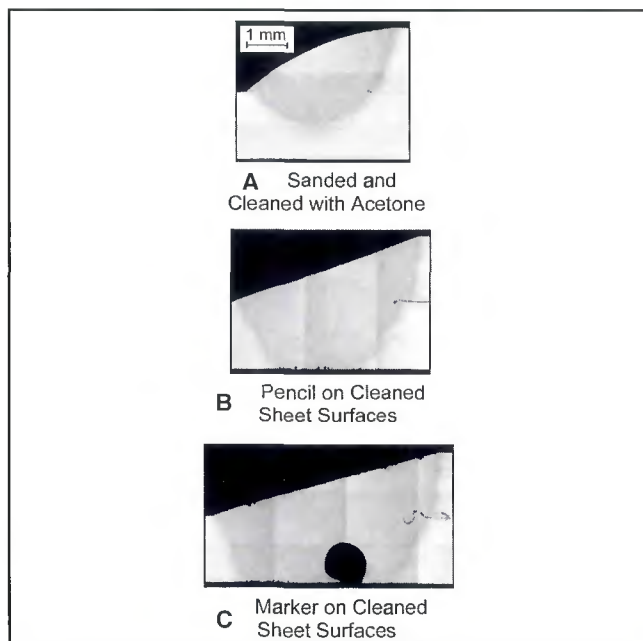 1 mm
A Sanded and
Cleaned with Acetone
B Pencil on Cleaned
Sheet Surfaces
C Marker on Cleaned
Sheet Surfaces